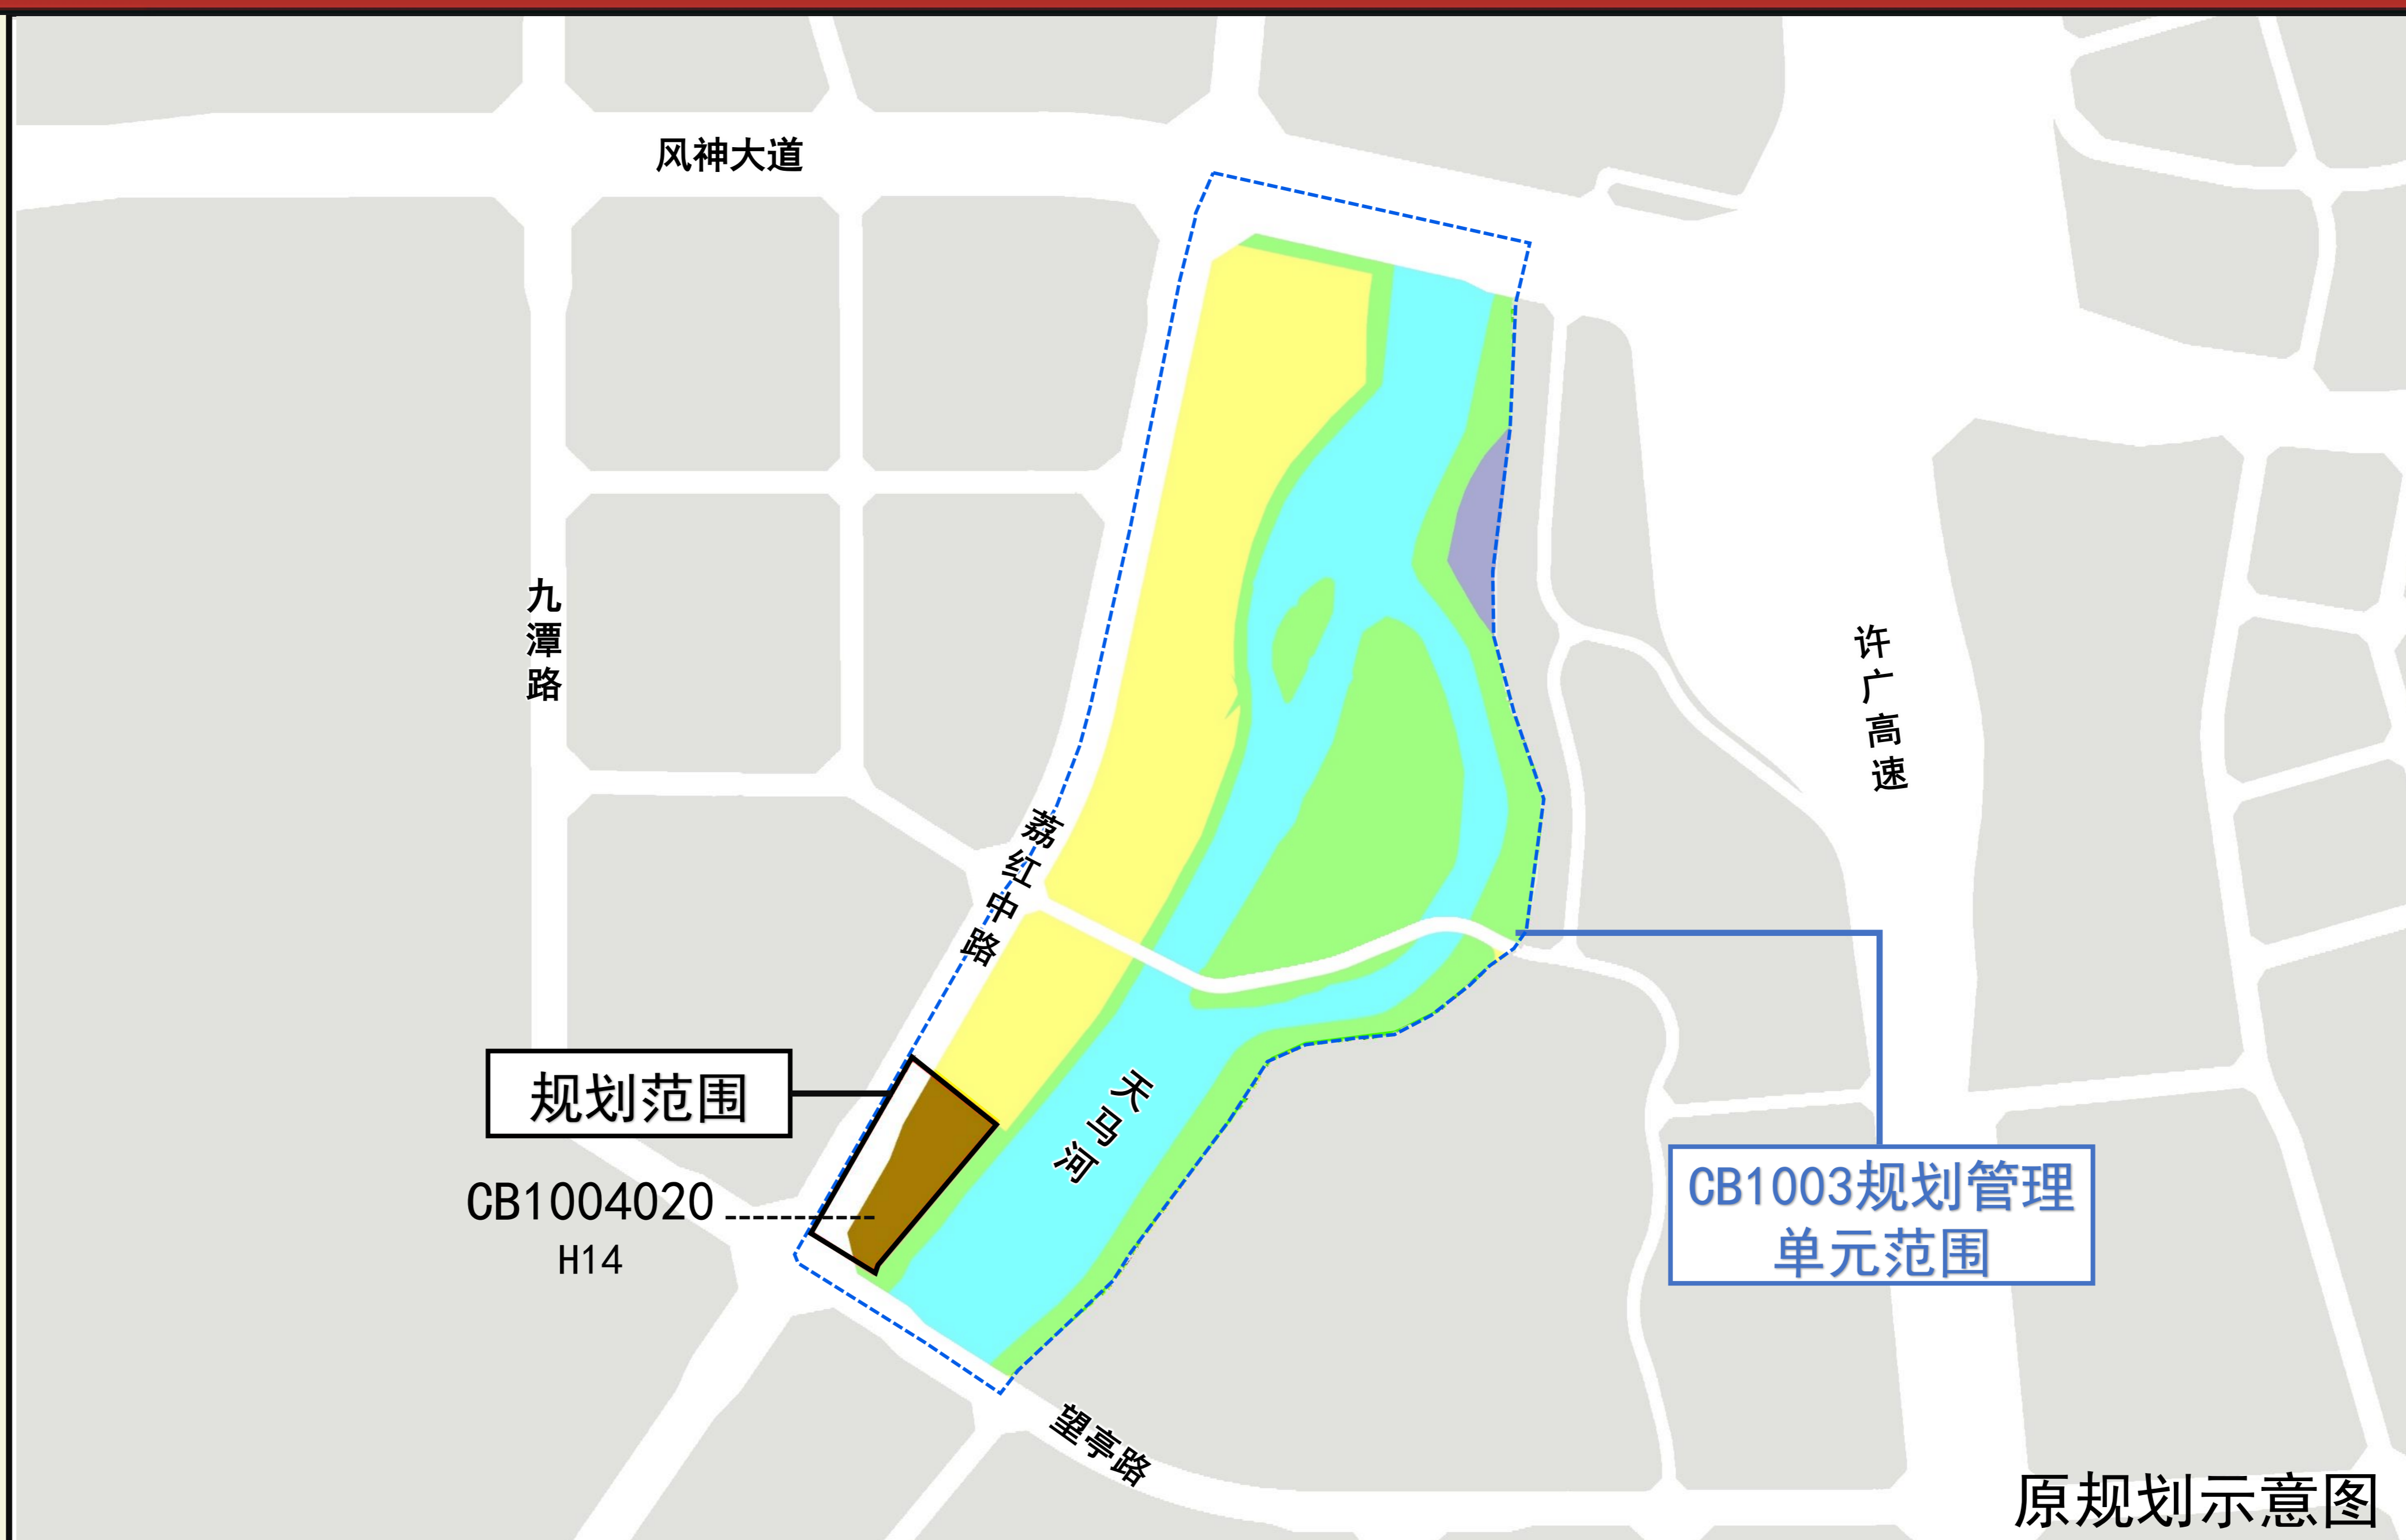 风神大道
九潭路
许广高速
荔红中路
规划范围
天马河
CB1004020
H14
CB1003规划管理
单元范围
望亭路
原规划示意图